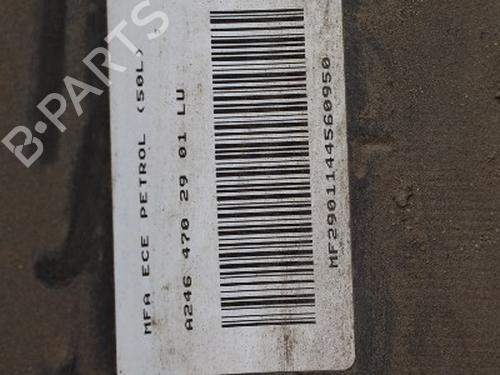 MFA ECE PETROL (50L)
A246 470 29 01 LU
MF2901144560950
B-PARTS